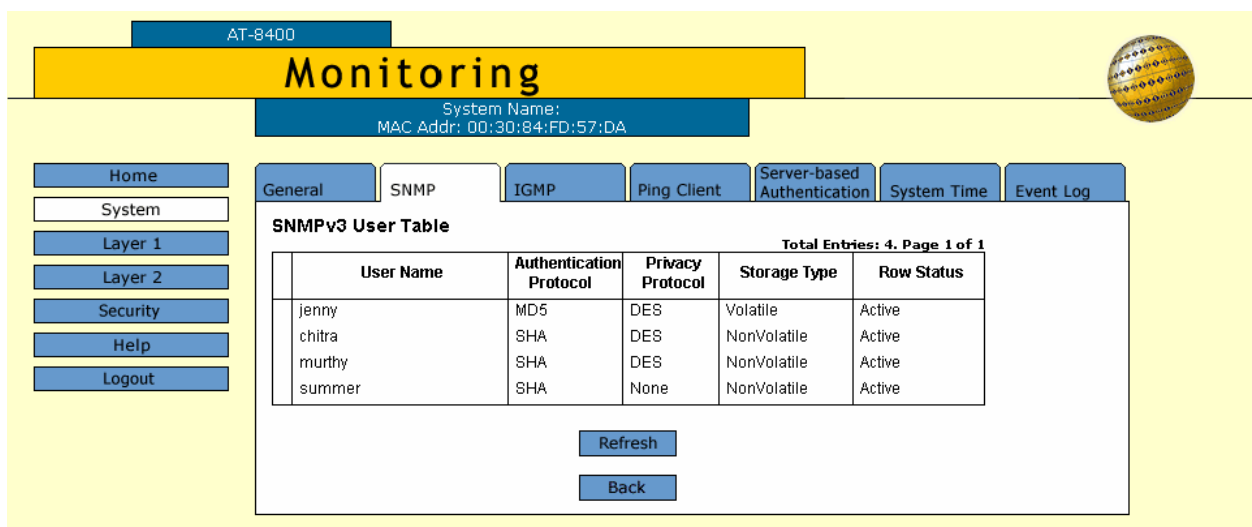 AT-8400
Monitoring
System Name:
MAC Addr: 00:30:84:FD:57:DA
Home
System
Layer 1
Layer 2
Security
Help
Logout
General SNMP IGMP Ping Client Server-based Authentication System Time Event Log
SNMPv3 User Table
Total Entries: 4. Page 1 of 1
User Name Authentication Protocol Privacy Protocol Storage Type Row Status
jenny MD5 DES Volatile Active
chitra SHA DES NonVolatile Active
murthy SHA DES NonVolatile Active
summer SHA None NonVolatile Active
Refresh
Back